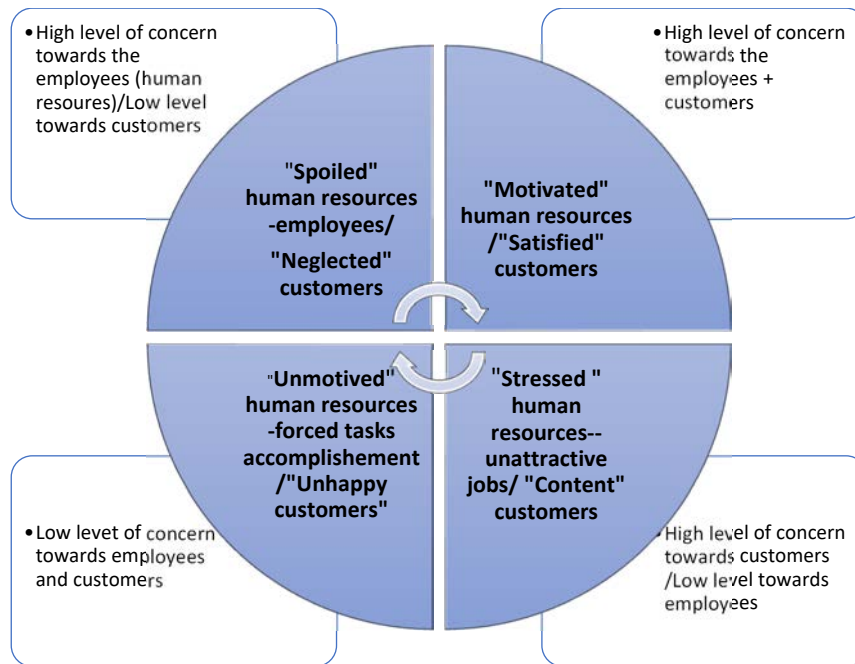 •High level of concern
towards the
employees (human
resoures)/Low level
towards customers
•High level of concern
towards the
employees +
customers
"Spoiled"
human resources
-employees/
"Neglected"
customers
"Motivated"
human resources
/"Satisfied"
customers
"Unmotived"
human resources
-forced tasks
accomplishement
/"Unhappy
customers"
"Stressed "
human
resources--
unattractive
jobs/ "Content"
customers
•Low levet of concern
towards employees
and customers
•High level of concern
towards customers
/Low level towards
employees